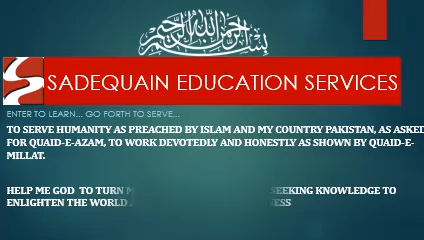 بسم الله الرحمن الرحيم
SADEQUAIN EDUCATION SERVICES
ENTER TO LEARN... GO FORTH TO SERVE...
TO SERVE HUMANITY AS PREACHED BY ISLAM AND MY COUNTRY PAKISTAN, AS ASKED
FOR QUAID-E-AZAM, TO WORK DEVOTEDLY AND HONESTLY AS SHOWN BY QUAID-E-
MILLAT.
HELP ME GOD TO TURN SEEKING KNOWLEDGE TO
ENLIGHTEN THE WORLD